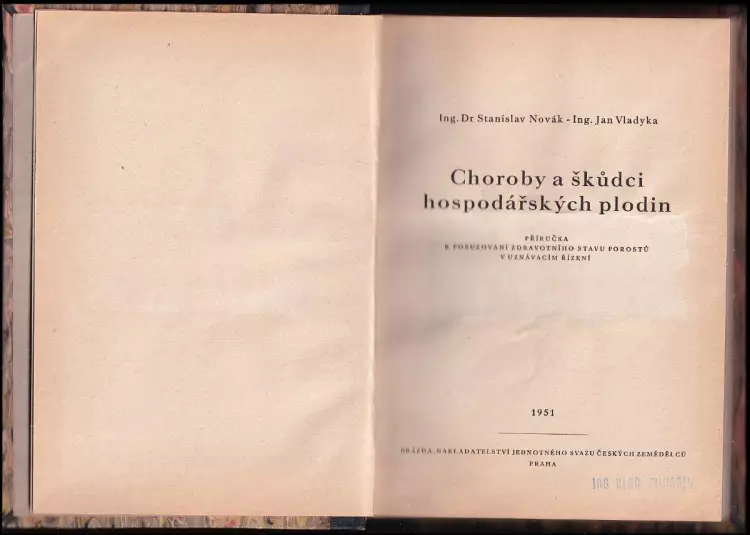 Ing. Dr Stanislav Novák - Ing. Jan Vladyka
Choroby a škůdci
hospodářských plodin
PŘÍRUČKA
K POSUZOVÁNÍ ZDRAVOTNÍHO STAVU POROSTŮ
V UZNÁVACÍM ŘÍZENÍ
1951
BRÁZDA, NAKLADATELSTVÍ JEDNOTNÉHO SVAZU ČESKÝCH ZEMĚDĚLCŮ
PRAHA